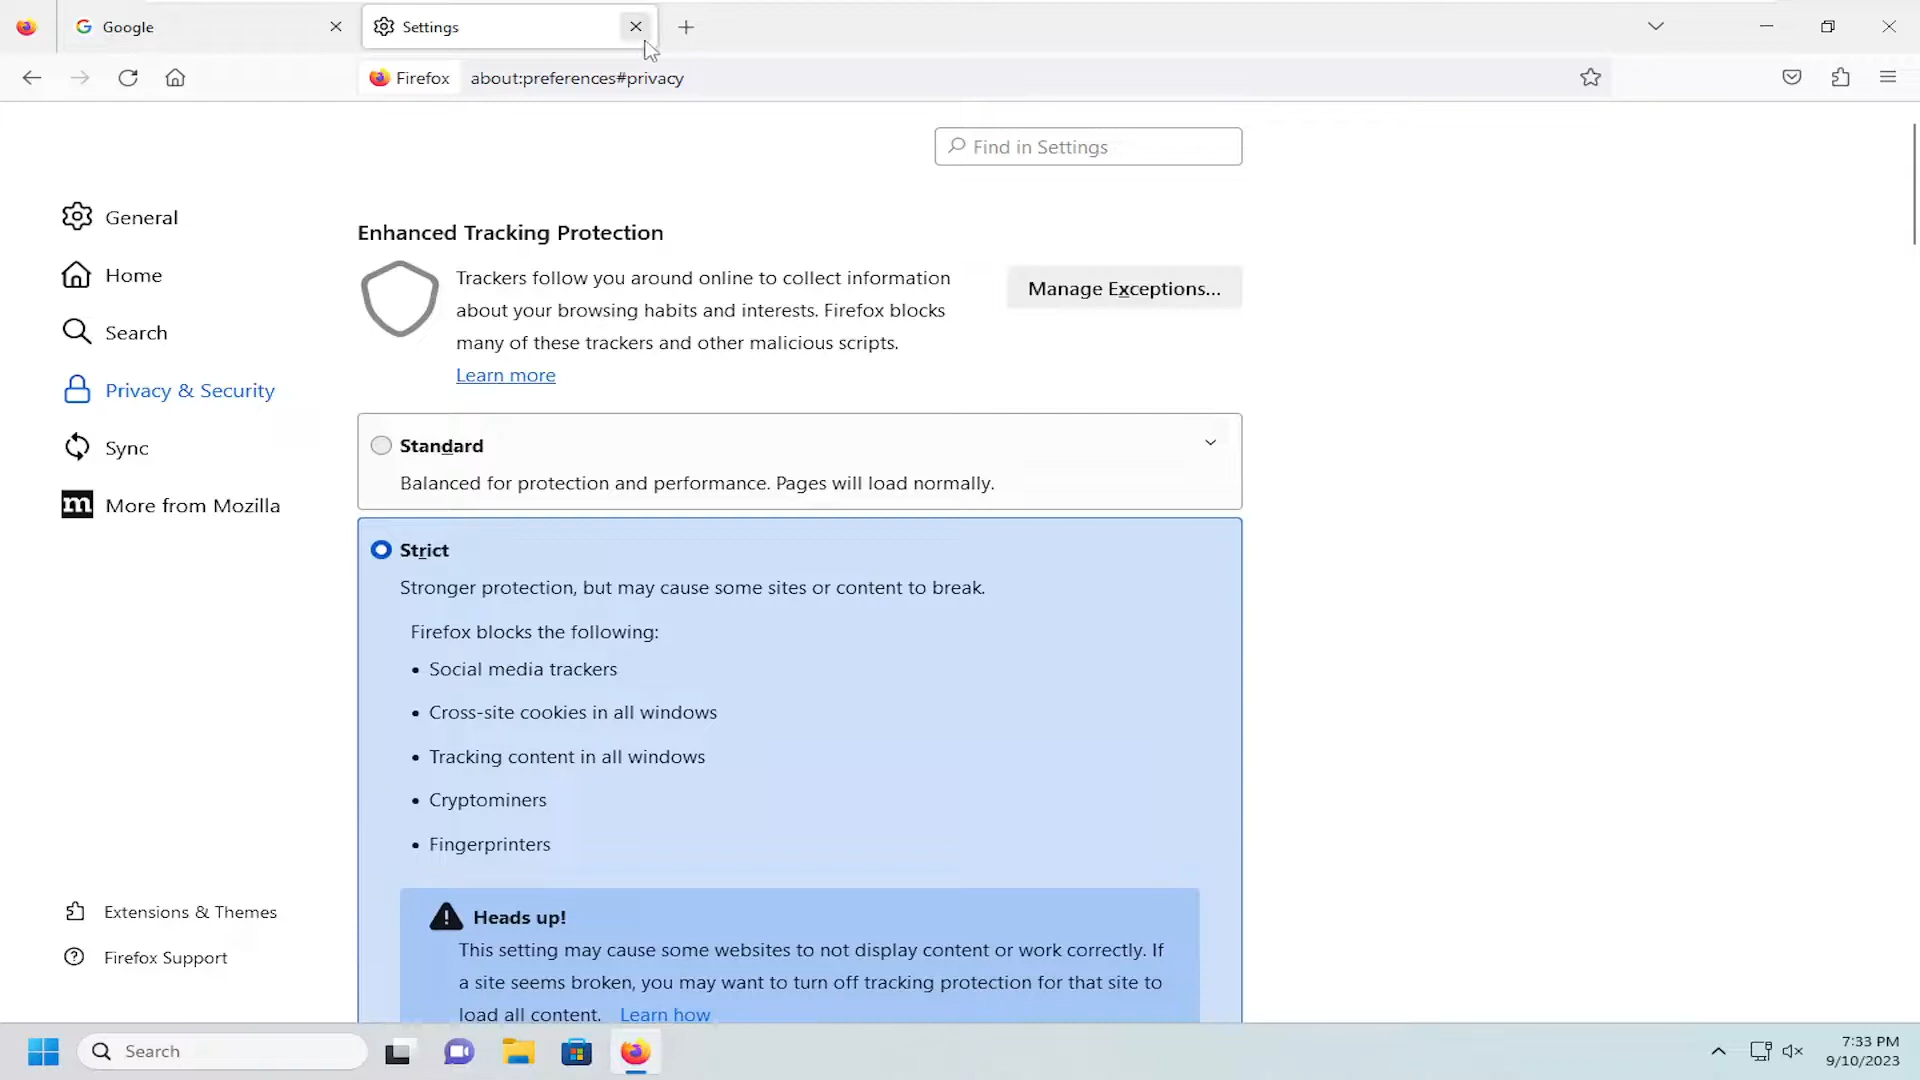 Google
Settings
Firefox
about:preferences#privacy
Find in Settings
General
Home
Search
Privacy & Security
Sync
More from Mozilla
Extensions & Themes
Firefox Support
Enhanced Tracking Protection
Trackers follow you around online to collect information
about your browsing habits and interests. Firefox blocks
many of these trackers and other malicious scripts.
Learn more
Manage Exceptions...
Standard
Balanced for protection and performance. Pages will load normally.
Strict
Stronger protection, but may cause some sites or content to break.
Firefox blocks the following:
• Social media trackers
• Cross-site cookies in all windows
• Tracking content in all windows
• Cryptominers
• Fingerprinters
Heads up!
This setting may cause some websites to not display content or work correctly. If
a site seems broken, you may want to turn off tracking protection for that site to
load all content. Learn how
Search
7:33 PM
9/10/2023